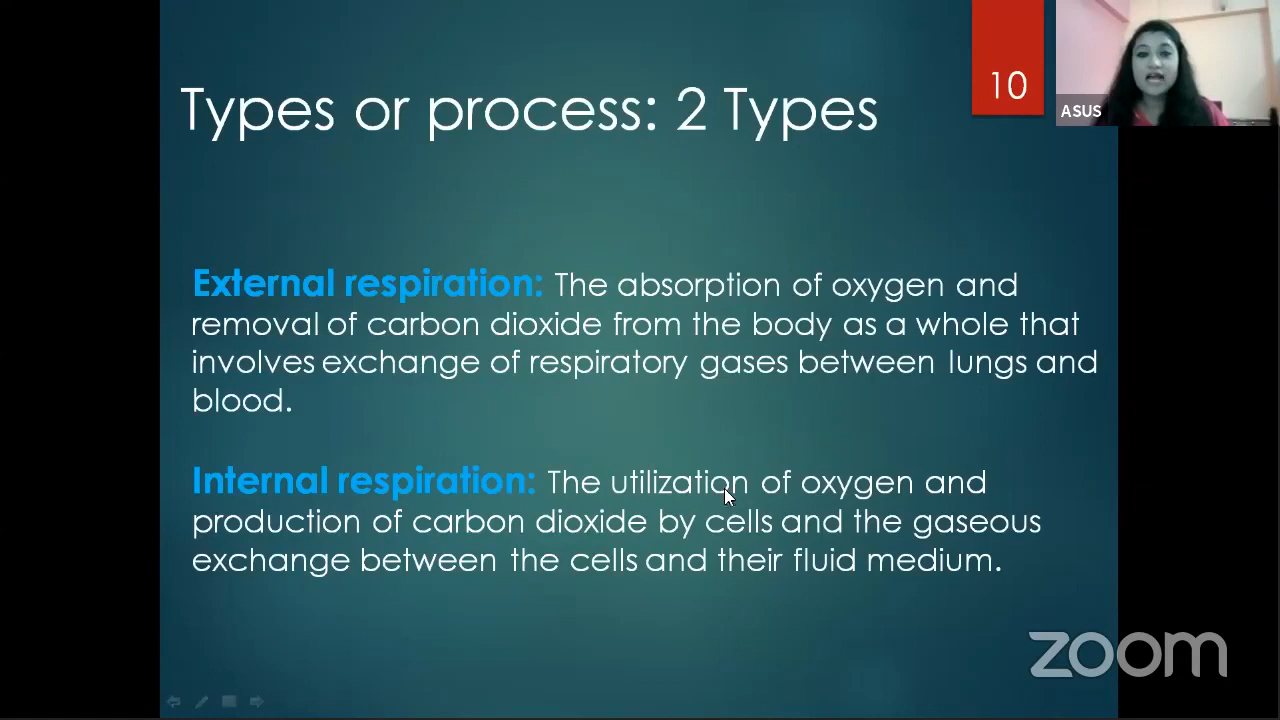 10
ASUS
Types or process: 2 Types
External respiration: The absorption of oxygen and
removal of carbon dioxide from the body as a whole that
involves exchange of respiratory gases between lungs and
blood.
Internal respiration: The utilization of oxygen and
production of carbon dioxide by cells and the gaseous
exchange between the cells and their fluid medium.
zoom